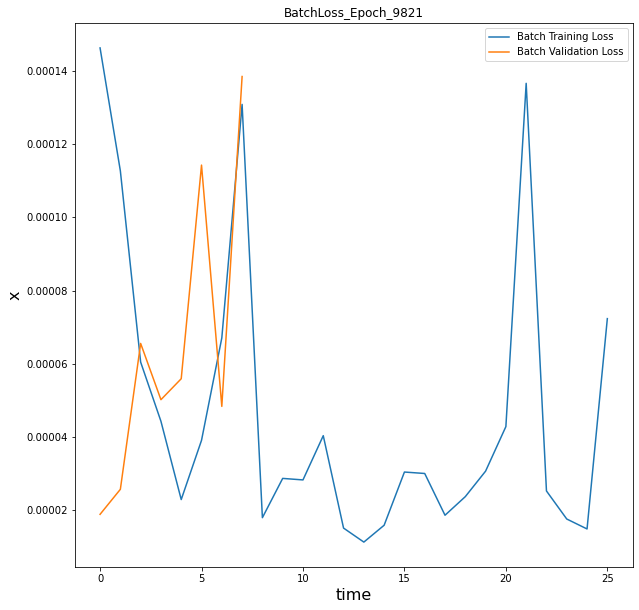 BatchLoss_Epoch_9821
Batch Training Loss
Batch Validation Loss
0.00014
0.00012
0.00010
0.00008
0.00006
0.00004
0.00002
x
0 5 10 15 20 25
time